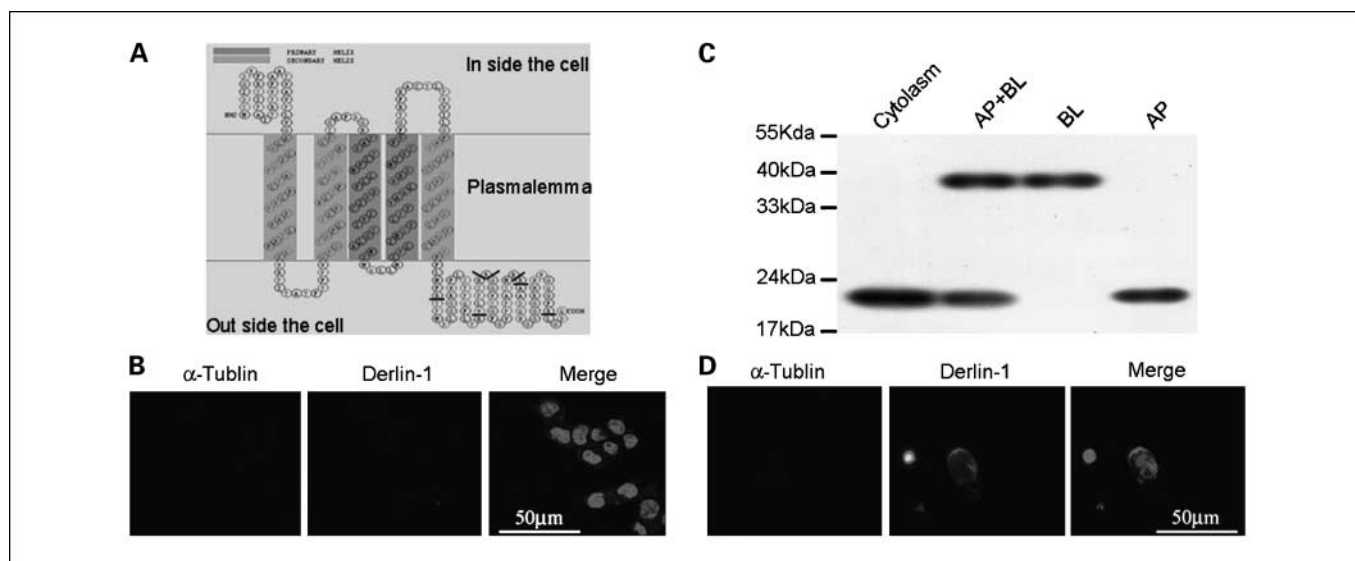 A
PRIMARY HELIX
SECONDARY HELIX
In side the cell
NH2
Plasmalemma
Out side the cell
COOH
B
α-Tublin
Derlin-1
Merge
50μm
C
Cytolasm
AP+BL
BL
AP
55Kda
40kDa
33kDa
24kDa
17kDa
D
α-Tublin
Derlin-1
Merge
50μm